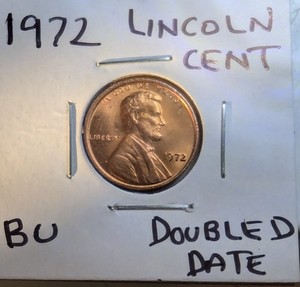 1972 LINCOLN
CENT
LIBERTY
1972
BU DOUBLED
DATE